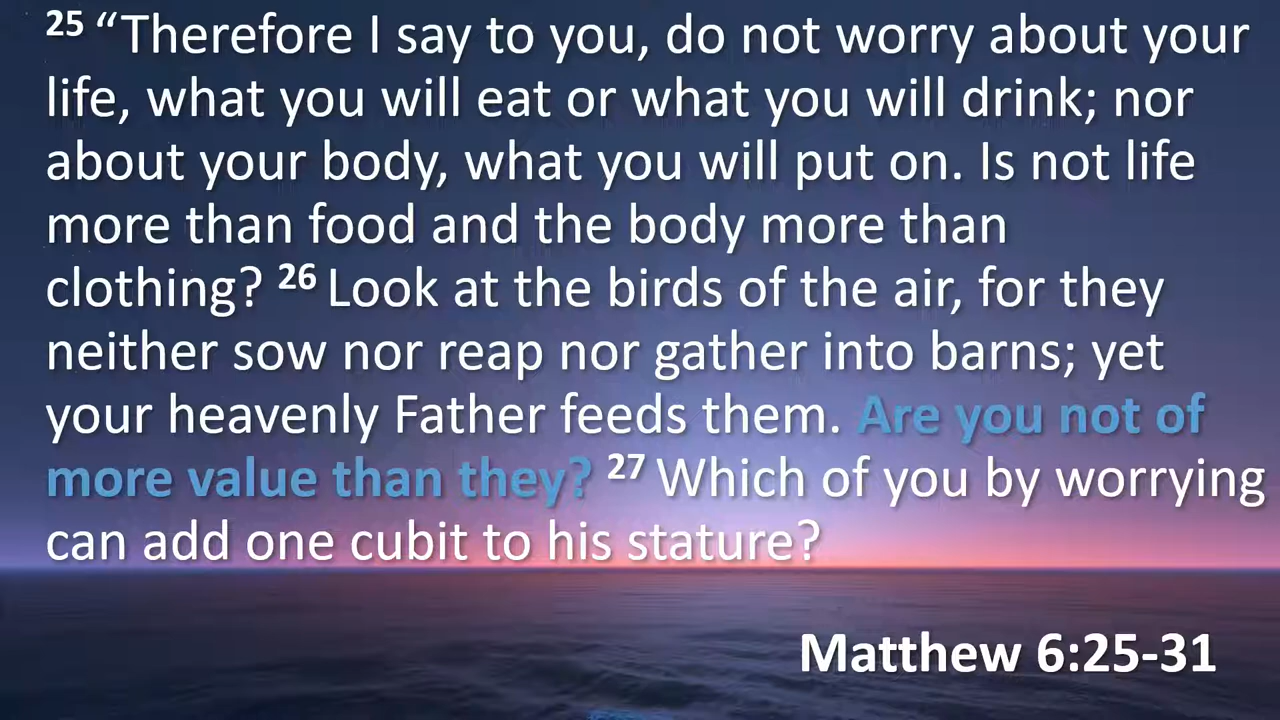 25 “Therefore I say to you, do not worry about your
life, what you will eat or what you will drink; nor
about your body, what you will put on. Is not life
more than food and the body more than
clothing? 26 Look at the birds of the air, for they
neither sow nor reap nor gather into barns; yet
your heavenly Father feeds them. Are you not of
more value than they? 27 Which of you by worrying
can add one cubit to his stature?
Matthew 6:25-31